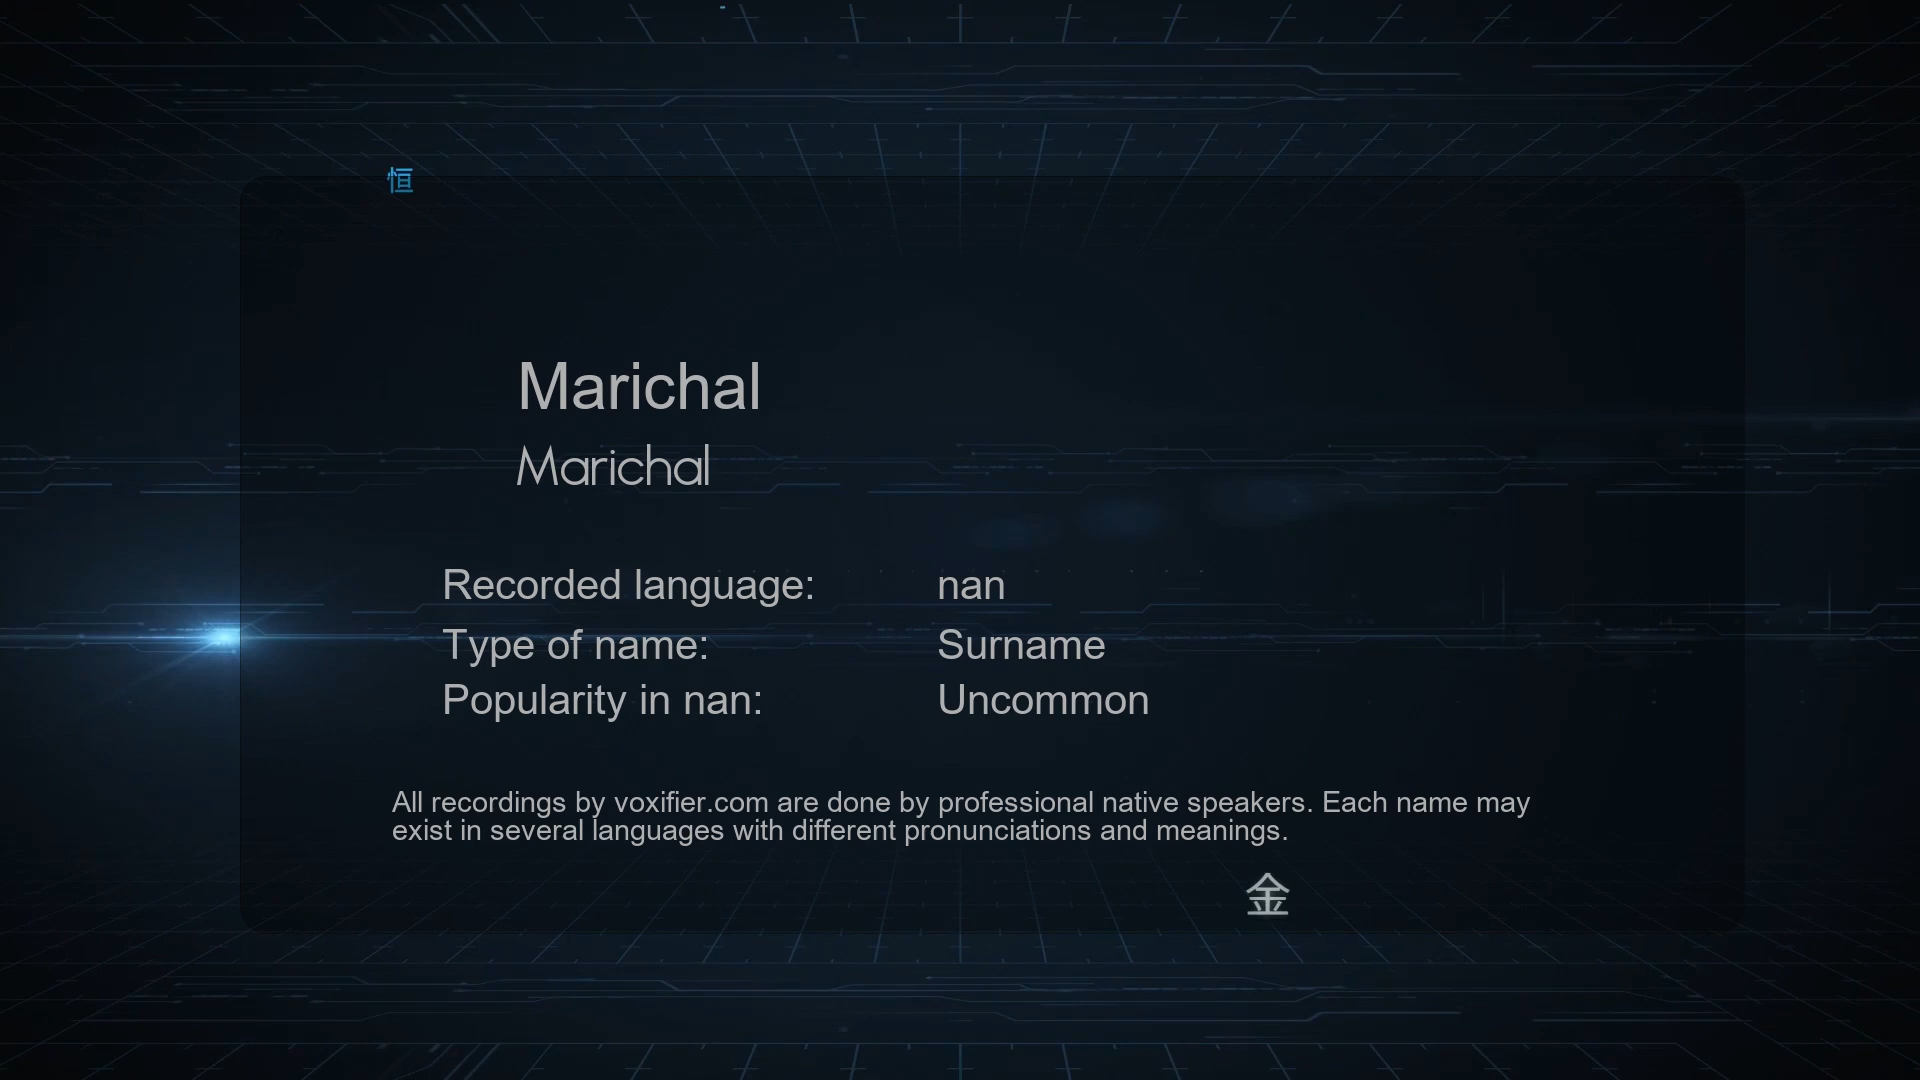 恒
Marichal
Marichal
Recorded language: nan
Type of name: Surname
Popularity in nan: Uncommon
All recordings by voxifier.com are done by professional native speakers. Each name may
exist in several languages with different pronunciations and meanings.
金